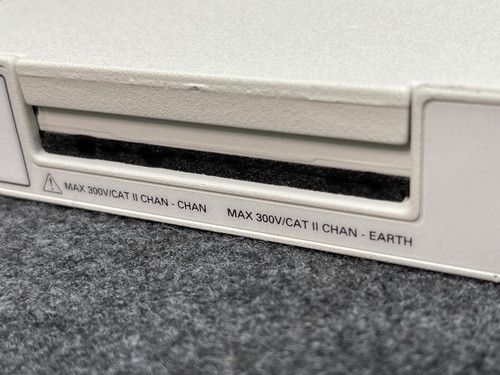 MAX 300V/CAT II CHAN - CHAN MAX 300V/CAT II CHAN - EARTH